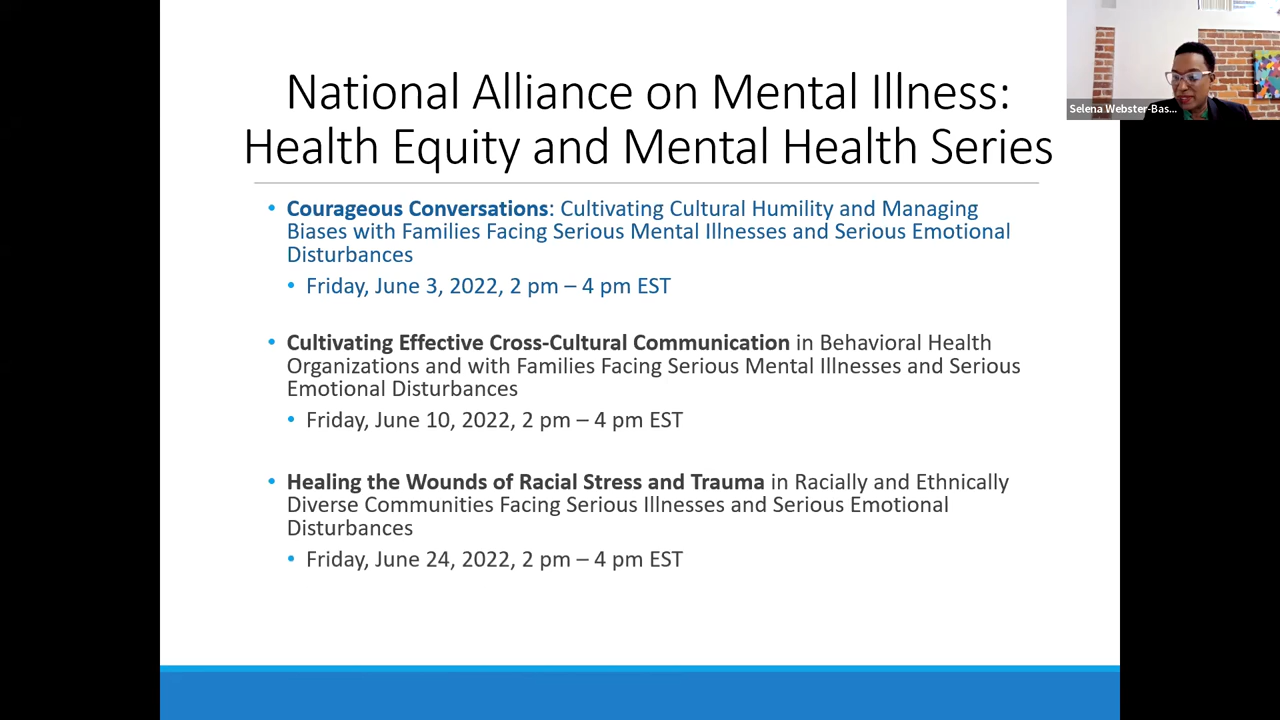 National Alliance on Mental Illness:
Health Equity and Mental Health Series
• Courageous Conversations: Cultivating Cultural Humility and Managing
Biases with Families Facing Serious Mental Illnesses and Serious Emotional
Disturbances
• Friday, June 3, 2022, 2 pm – 4 pm EST
• Cultivating Effective Cross-Cultural Communication in Behavioral Health
Organizations and with Families Facing Serious Mental Illnesses and Serious
Emotional Disturbances
• Friday, June 10, 2022, 2 pm – 4 pm EST
• Healing the Wounds of Racial Stress and Trauma in Racially and Ethnically
Diverse Communities Facing Serious Illnesses and Serious Emotional
Disturbances
• Friday, June 24, 2022, 2 pm – 4 pm EST
Selena Webster-Bas...